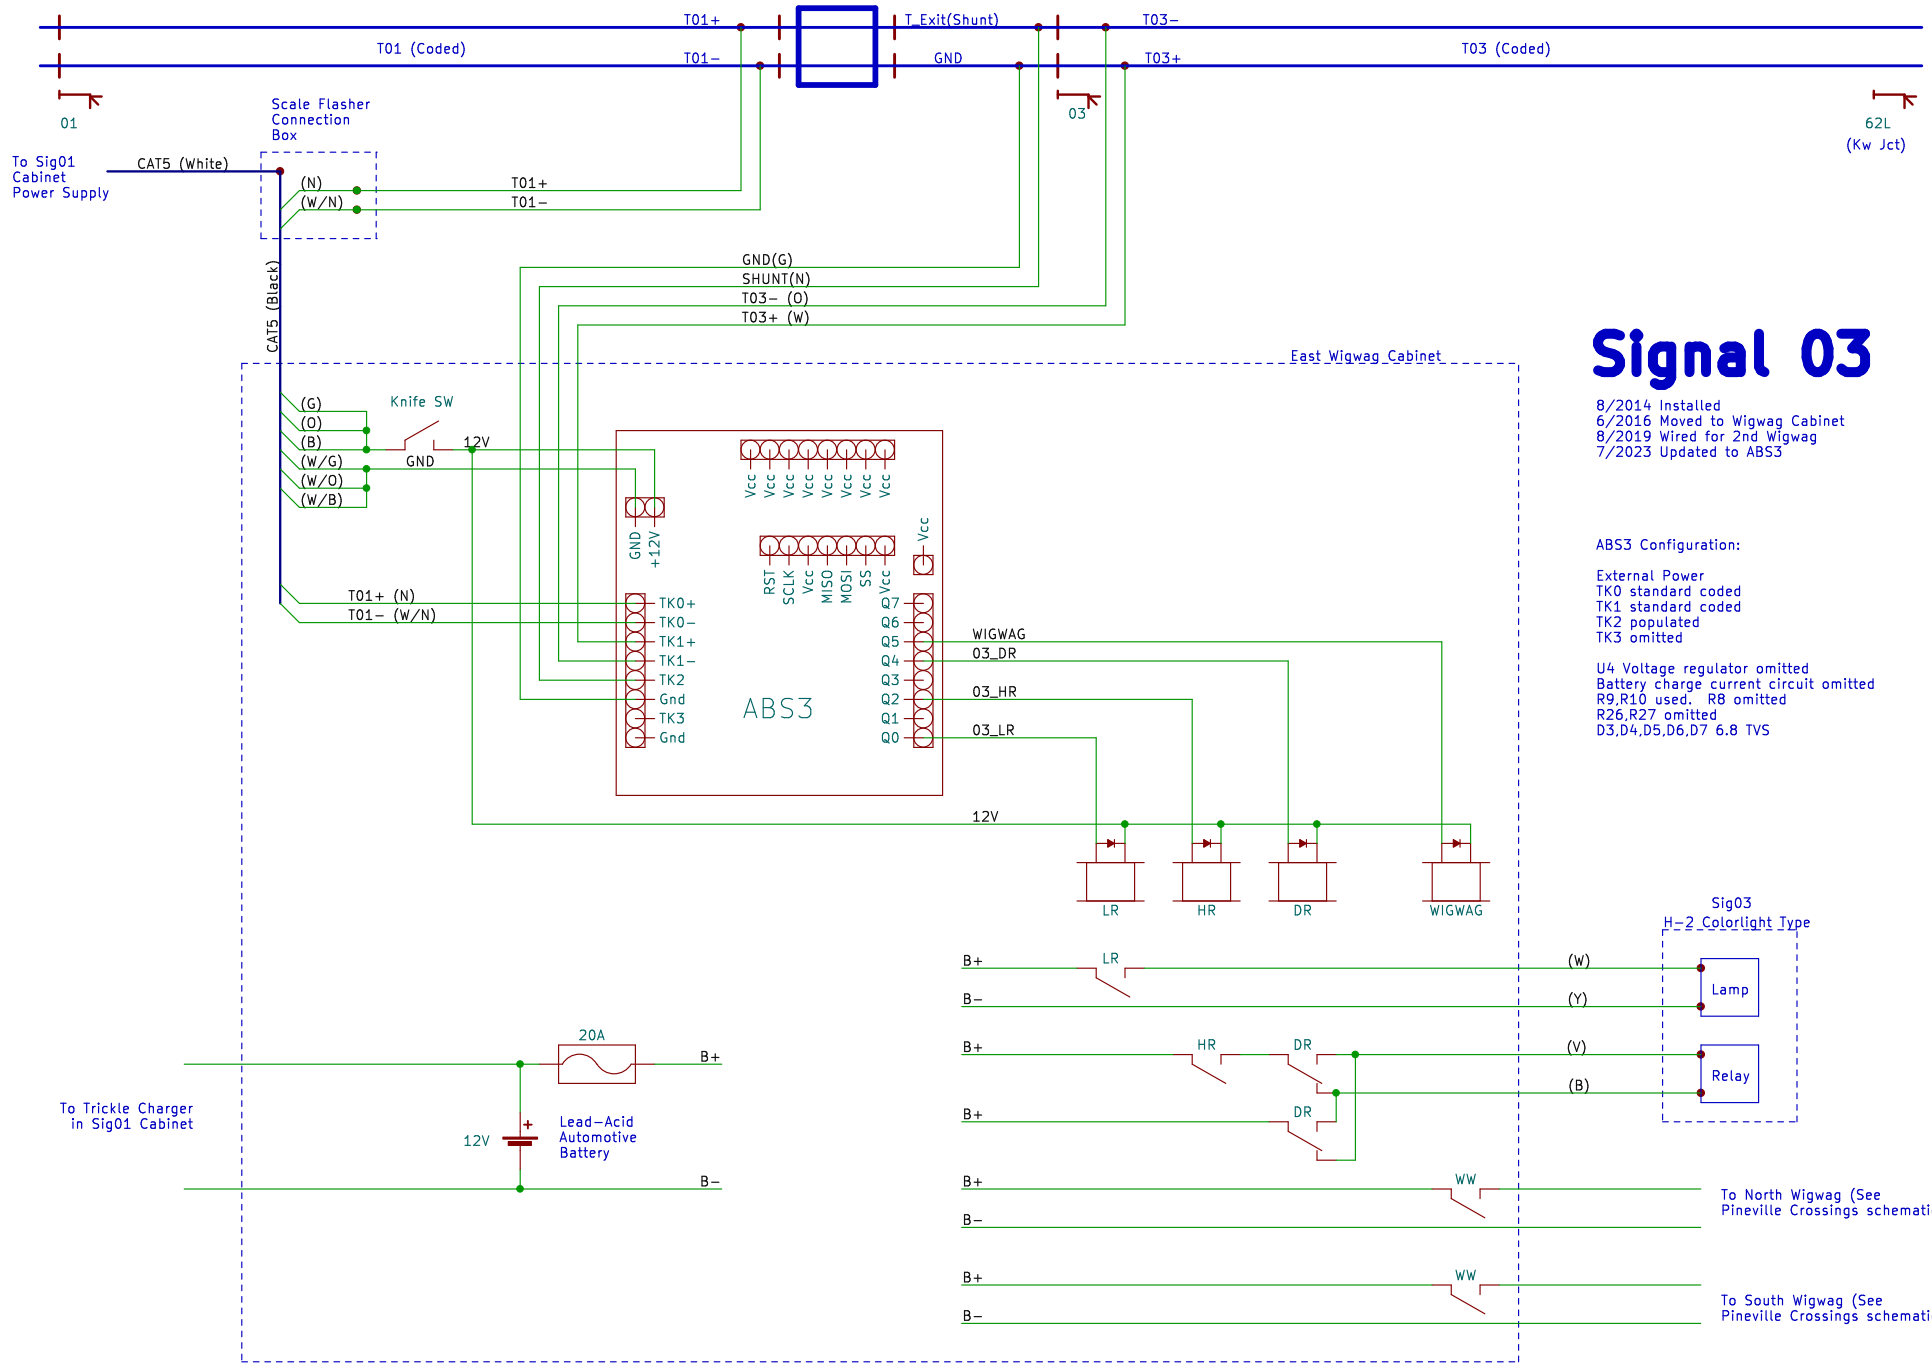 T01+
T_Exit(Shunt)
T03-
T01 (Coded)
T03 (Coded)
T01-
GND
T03+
01
03
62L
(Kw Jct)
Scale Flasher
Connection
Box
To Sig01
Cabinet
Power Supply
CAT5 (White)
(N)
T01+
(W/N)
T01-
CAT5 (Black)
GND(G)
SHUNT(N)
T03- (O)
T03+ (W)
East Wigwag Cabinet
Signal 03
8/2014 Installed
6/2016 Moved to Wigwag Cabinet
8/2019 Wired for 2nd Wigwag
7/2023 Updated to ABS3
(G)
(O)
(B)
(W/G)
(W/O)
(W/B)
Knife SW
12V
GND
Vcc
Vcc
Vcc
Vcc
Vcc
Vcc
Vcc
Vcc
Vcc
GND
+12V
RST
SCLK
Vcc
MISO
MOSI
SS
Vcc
ABS3 Configuration:
External Power
TK0 standard coded
TK1 standard coded
TK2 populated
TK3 omitted
U4 Voltage regulator omitted
Battery charge current circuit omitted
R9,R10 used.  R8 omitted
R26,R27 omitted
D3,D4,D5,D6,D7 6.8 TVS
T01+ (N)
T01- (W/N)
TK0+
TK0-
TK1+
TK1-
TK2
Gnd
TK3
Gnd
ABS3
Q7
Q6
Q5
Q4
Q3
Q2
Q1
Q0
WIGWAG
03_DR
03_HR
03_LR
12V
LR
HR
DR
WIGWAG
Sig03
H-2 Colorlight Type
B+
LR
(W)
B-
(Y)
Lamp
B+
HR
DR
(V)
(B)
Relay
B+
DR
20A
B+
To Trickle Charger
in Sig01 Cabinet
12V
+
Lead-Acid
Automotive
Battery
B-
B+
WW
B-
To North Wigwag (See
Pineville Crossings schemati
B+
WW
B-
To South Wigwag (See
Pineville Crossings schemati